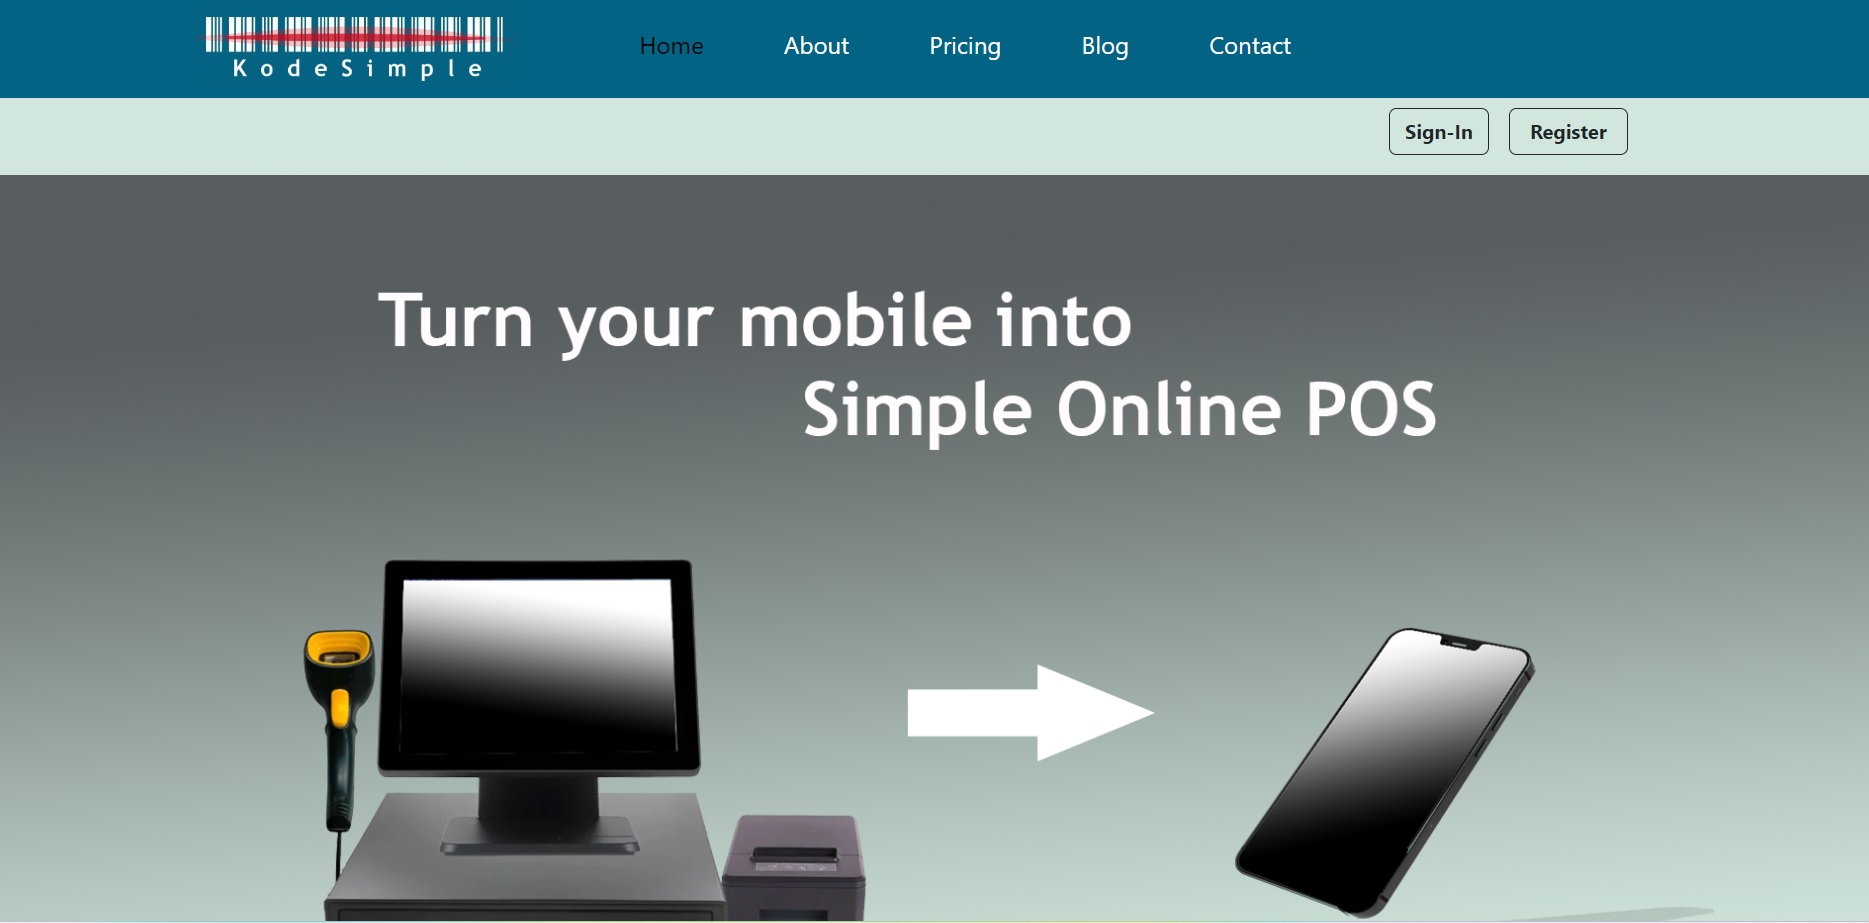 KodeSimple
Home About Pricing Blog Contact
Sign-In Register
Turn your mobile into
Simple Online POS